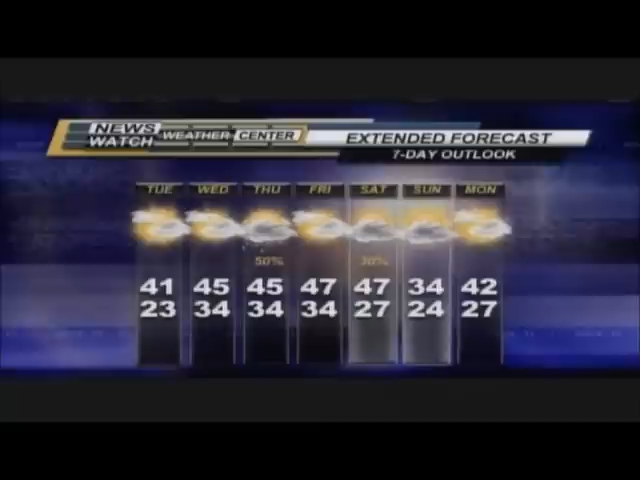 NEWS WATCH WEATHER CENTER
EXTENDED FORECAST
7-DAY OUTLOOK
TUE WED THU FRI SAT SUN MON
50% 30%
41 45 45 47 47 34 42
23 34 34 34 27 24 27